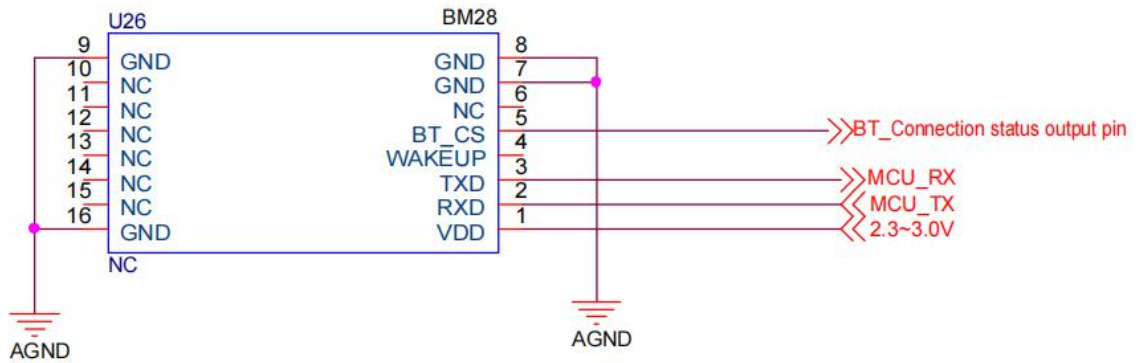 U26 BM28
9 GND GND 8
10 NC GND 7
11 NC NC 6
12 NC BT_CS 5 BT_Connection status output pin
13 NC WAKEUP 4
14 NC TXD 3 MCU_RX
15 NC RXD 2 MCU_TX
16 GND VDD 1 2.3~3.0V
NC
AGND AGND